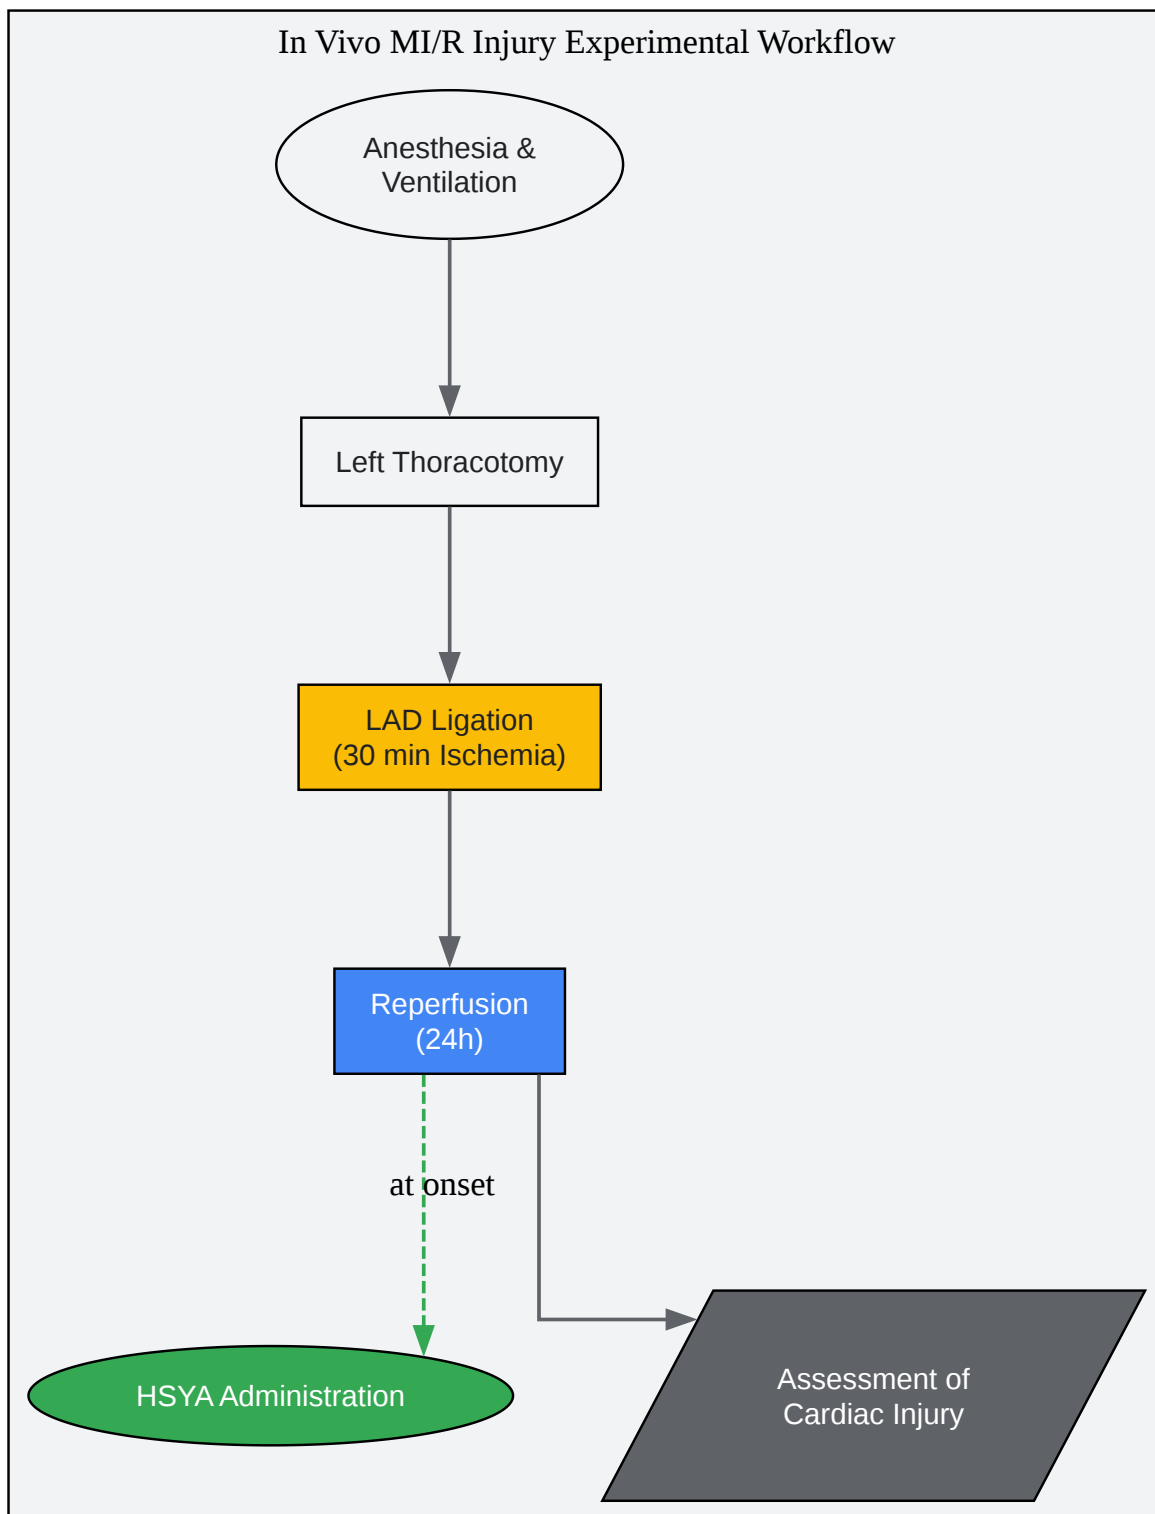 In Vivo MI/R Injury Experimental Workflow
Anesthesia &
Ventilation
Left Thoracotomy
LAD Ligation
(30 min Ischemia)
Reperfusion
(24h)
at onset
HSYA Administration
Assessment of
Cardiac Injury